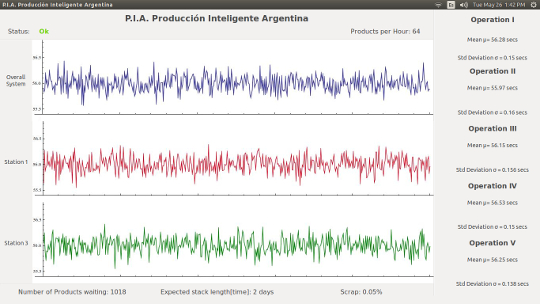 P.I.A. Producción Inteligente Argentina
Tue May 26 1:42 PM
P.I.A. Producción Inteligente Argentina
Status: Ok
Products per Hour: 64
Overall
System
Station 1
Station 3
Number of Products waiting: 1018
Expected stack length[time]: 2 days
Scrap: 0.05%
Operation I
Mean μ= 56.28 secs
Std Deviation σ = 0.15 secs
Operation II
Mean μ= 55.97 secs
Std Deviation σ = 0.16 secs
Operation III
Mean μ= 56.15 secs
Std Deviation σ = 0.136 secs
Operation IV
Mean μ= 56.53 secs
Std Deviation σ = 0.15 secs
Operation V
Mean μ= 56.25 secs
Std Deviation σ = 0.138 secs